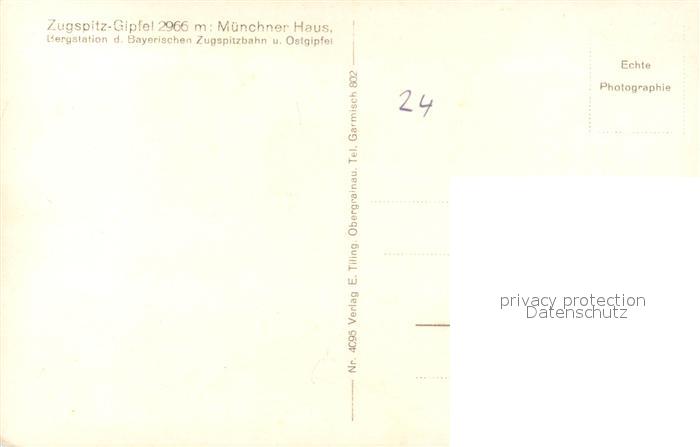 Zugspitz-Gipfel 2966 m: Münchner Haus,
Bergstation d. Bayerischen Zugspitzbahn u. Ostgipfel
Nr. 4095 Verlag E. Tiling, Obergrainau. Tel. Garmisch 802
24
Echte
Photographie
privacy protection
Datenschutz